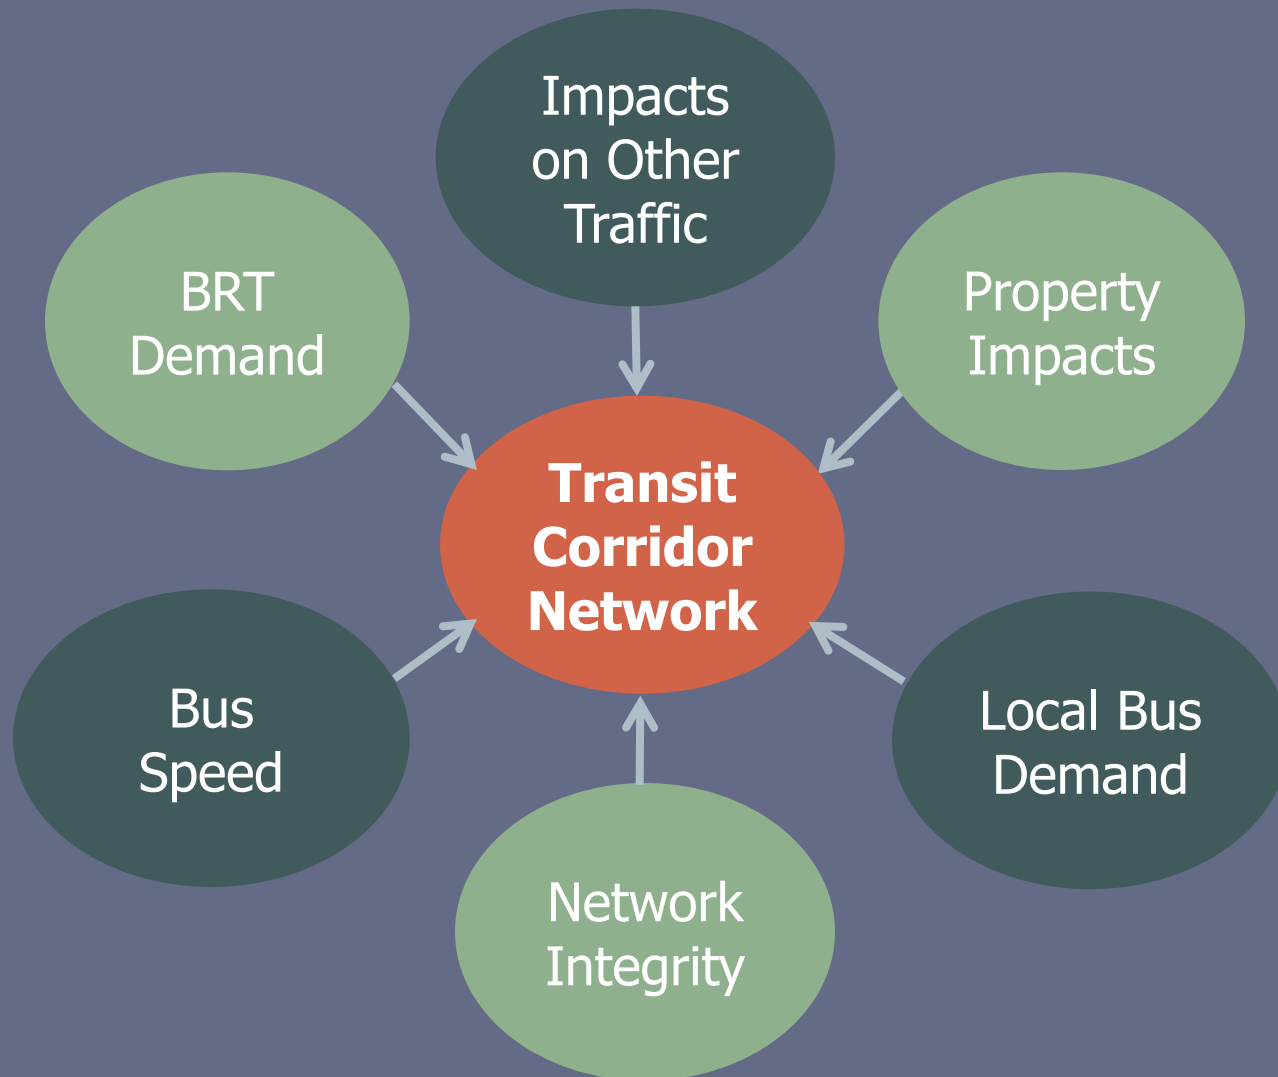 Impacts
on Other
Traffic
BRT
Demand
Property
Impacts
Transit
Corridor
Network
Bus
Speed
Local Bus
Demand
Network
Integrity